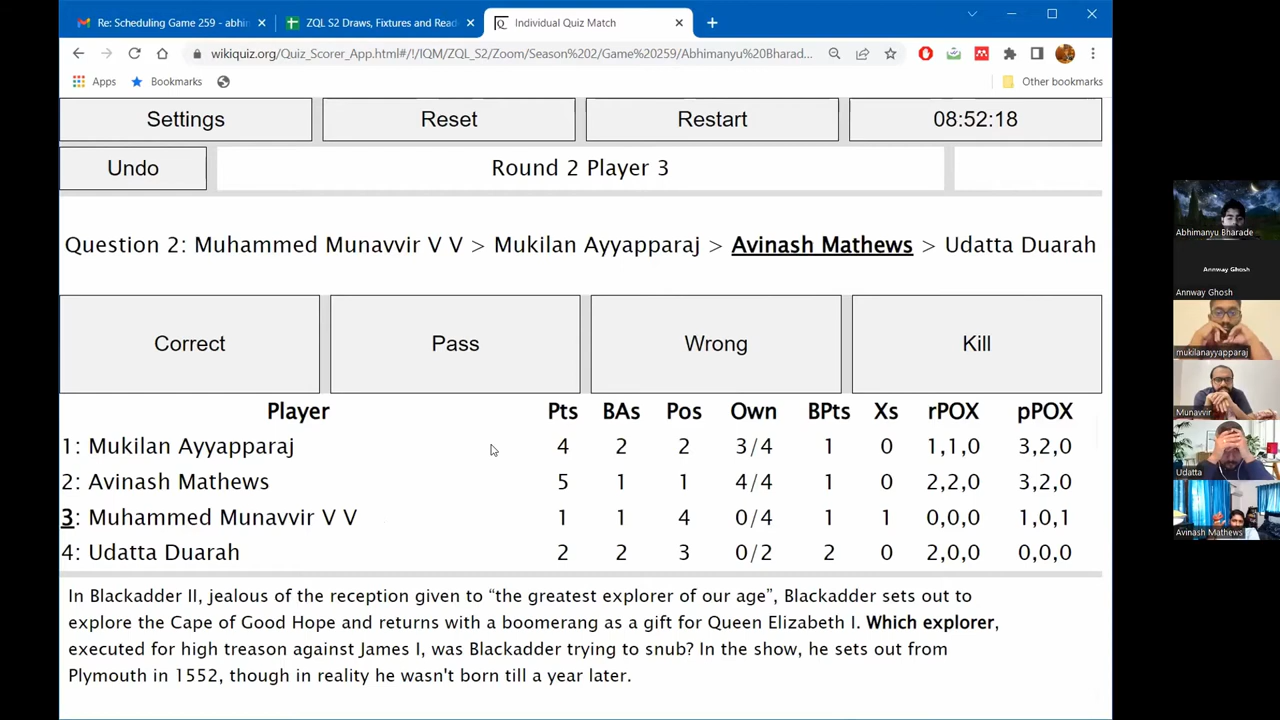 Re: Scheduling Game 259 - abhir
ZQL S2 Draws, Fixtures and Read
Individual Quiz Match
wikiquiz.org/Quiz_Scorer_App.html#/!/IQM/ZQL_S2/Zoom/Season%202/Game%20259/Abhimanyu%20Bharad...
Apps
Bookmarks
Other bookmarks
Settings
Reset
Restart
08:52:18
Undo
Round 2 Player 3
Question 2: Muhammed Munavvir V V > Mukilan Ayyapparaj > Avinash Mathews > Udatta Duarah
Correct
Pass
Wrong
Kill
Player Pts BAs Pos Own BPts Xs rPOX pPOX
1: Mukilan Ayyapparaj 4 2 2 3/4 1 0 1,1,0 3,2,0
2: Avinash Mathews 5 1 1 4/4 1 0 2,2,0 3,2,0
3: Muhammed Munavvir V V 1 1 4 0/4 1 1 0,0,0 1,0,1
4: Udatta Duarah 2 2 3 0/2 2 0 2,0,0 0,0,0
In Blackadder II, jealous of the reception given to “the greatest explorer of our age”, Blackadder sets out to
explore the Cape of Good Hope and returns with a boomerang as a gift for Queen Elizabeth I. Which explorer,
executed for high treason against James I, was Blackadder trying to snub? In the show, he sets out from
Plymouth in 1552, though in reality he wasn't born till a year later.
Abhimanyu Bharade
Annway Ghosh
Annway Ghosh
mukilanayyapparaj
Munavvir
Udatta
Avinash Mathews